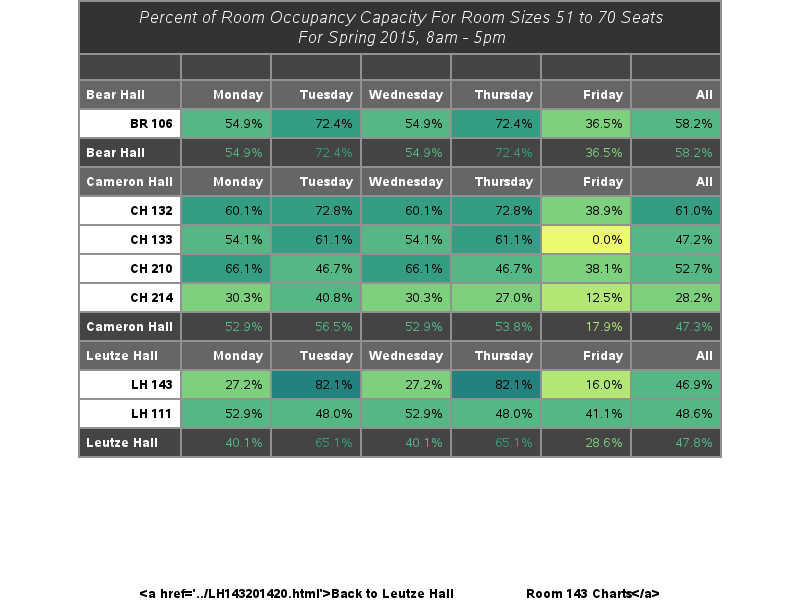 Percent of Room Occupancy Capacity For Room Sizes 51 to 70 Seats
For Spring 2015, 8am - 5pm
Bear Hall Monday Tuesday Wednesday Thursday Friday All
BR 106 54.9% 72.4% 54.9% 72.4% 36.5% 58.2%
Bear Hall 54.9% 72.4% 54.9% 72.4% 36.5% 58.2%
Cameron Hall Monday Tuesday Wednesday Thursday Friday All
CH 132 60.1% 72.8% 60.1% 72.8% 38.9% 61.0%
CH 133 54.1% 61.1% 54.1% 61.1% 0.0% 47.2%
CH 210 66.1% 46.7% 66.1% 46.7% 38.1% 52.7%
CH 214 30.3% 40.8% 30.3% 27.0% 12.5% 28.2%
Cameron Hall 52.9% 56.5% 52.9% 53.8% 17.9% 47.3%
Leutze Hall Monday Tuesday Wednesday Thursday Friday All
LH 143 27.2% 82.1% 27.2% 82.1% 16.0% 46.9%
LH 111 52.9% 48.0% 52.9% 48.0% 41.1% 48.6%
Leutze Hall 40.1% 65.1% 40.1% 65.1% 28.6% 47.8%
<a href='../LH143201420.html'>Back to Leutze Hall Room 143 Charts</a>